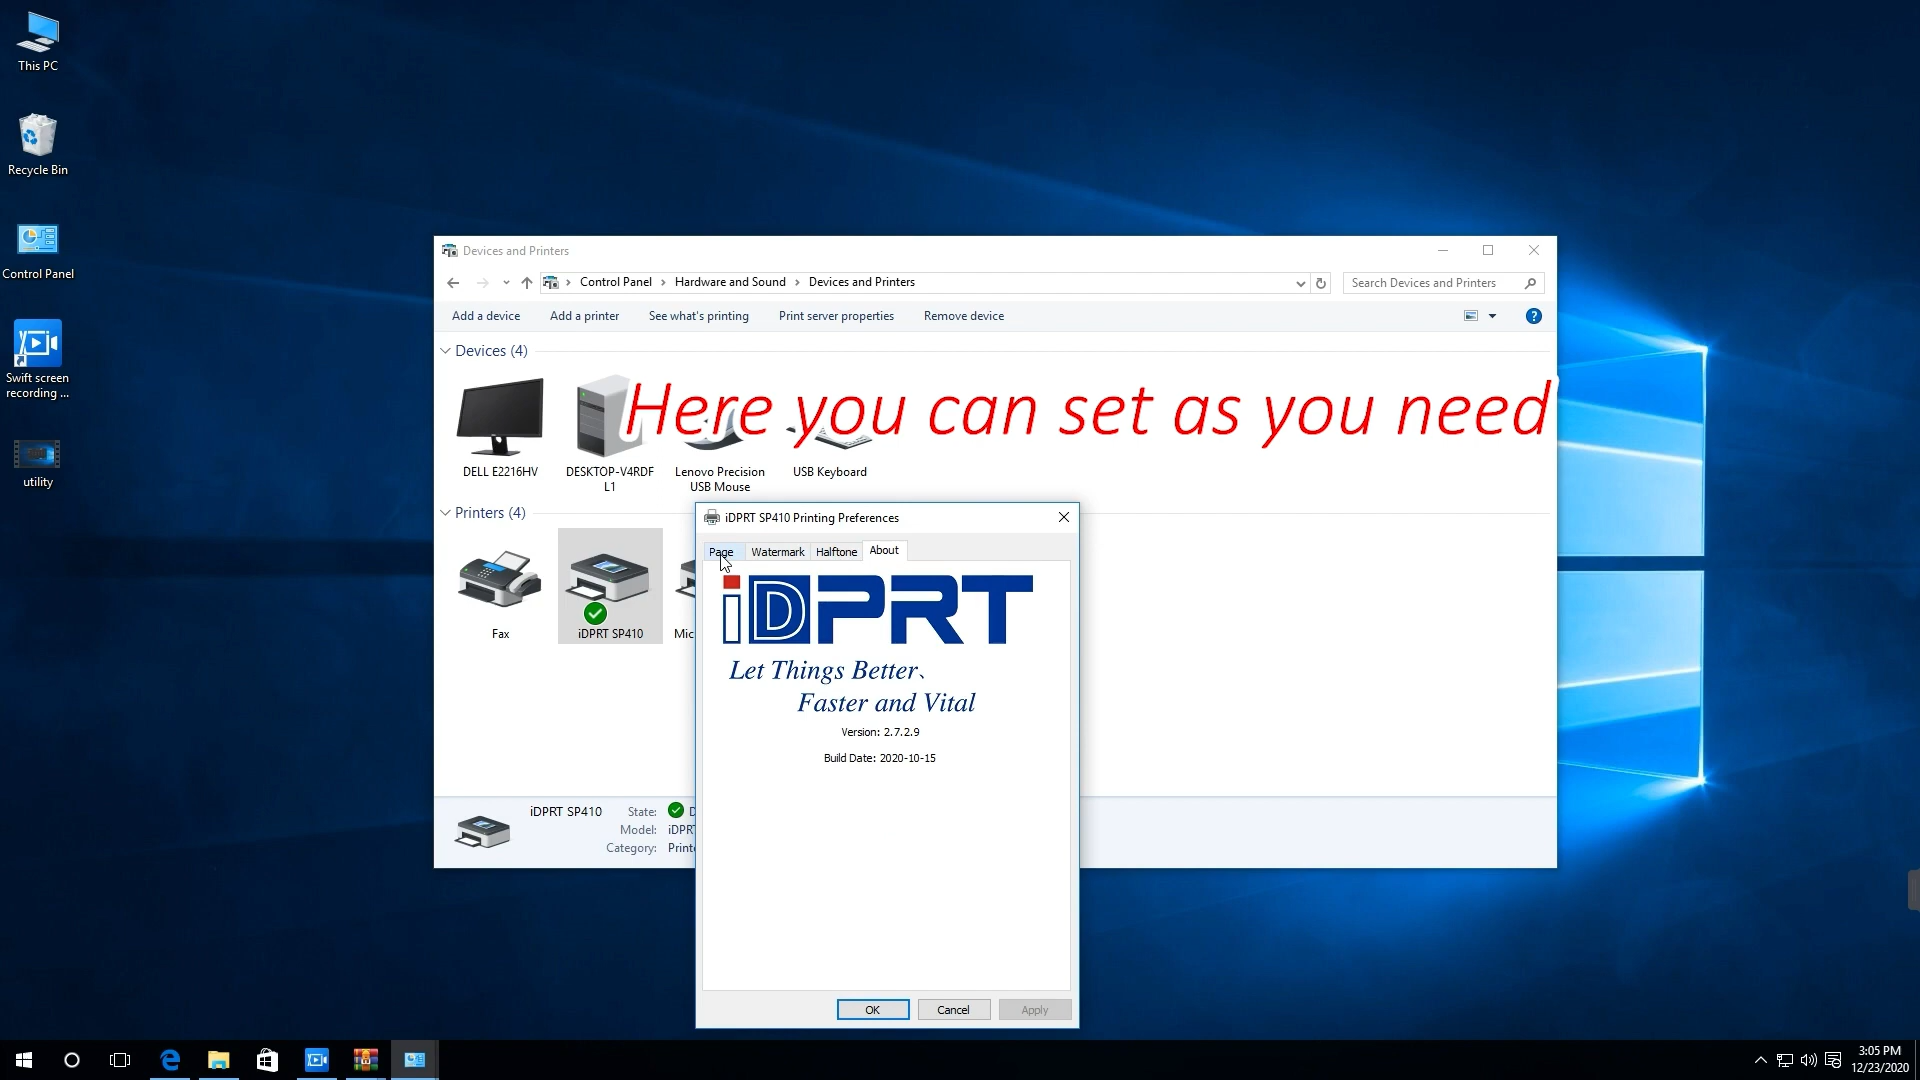 This PC
Recycle Bin
Control Panel
Swift screen
recording ...
utility
Devices and Printers
Control Panel
Hardware and Sound
Devices and Printers
Search Devices and Printers
Add a device
Add a printer
See what's printing
Print server properties
Remove device
Devices (4)
Here you can set as you need
DELL E2216HV
DESKTOP-V4RDF
L1
Lenovo Precision
USB Mouse
USB Keyboard
Printers (4)
Fax
iDPRT SP410
Mic
iDPRT SP410 Printing Preferences
Page
Watermark
Halftone
About
iDPRT
Let Things Better、
Faster and Vital
Version: 2.7.2.9
Build Date: 2020-10-15
OK
Cancel
Apply
iDPRT SP410
State: D
Model: iDPRT
Category: Printe
3:05 PM
12/23/2020